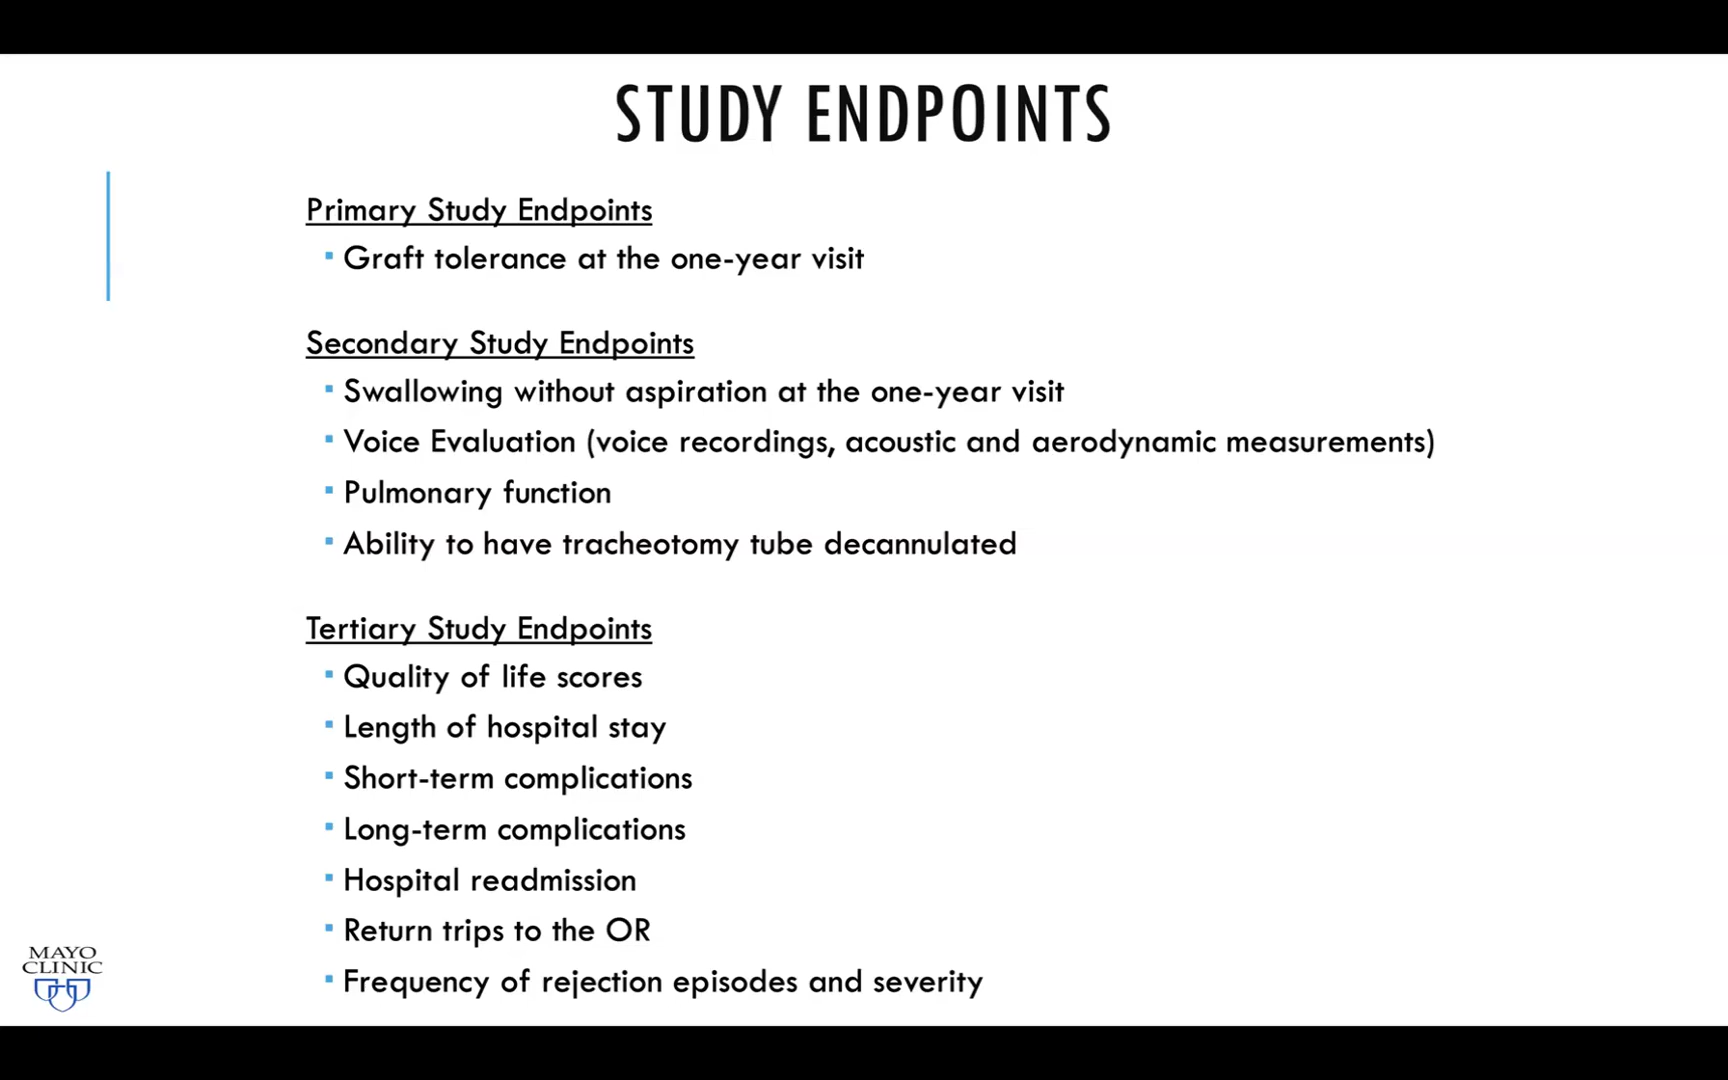 STUDY ENDPOINTS
Primary Study Endpoints
Graft tolerance at the one-year visit
Secondary Study Endpoints
Swallowing without aspiration at the one-year visit
Voice Evaluation (voice recordings, acoustic and aerodynamic measurements)
Pulmonary function
Ability to have tracheotomy tube decannulated
Tertiary Study Endpoints
Quality of life scores
Length of hospital stay
Short-term complications
Long-term complications
Hospital readmission
Return trips to the OR
Frequency of rejection episodes and severity
MAYO
CLINIC